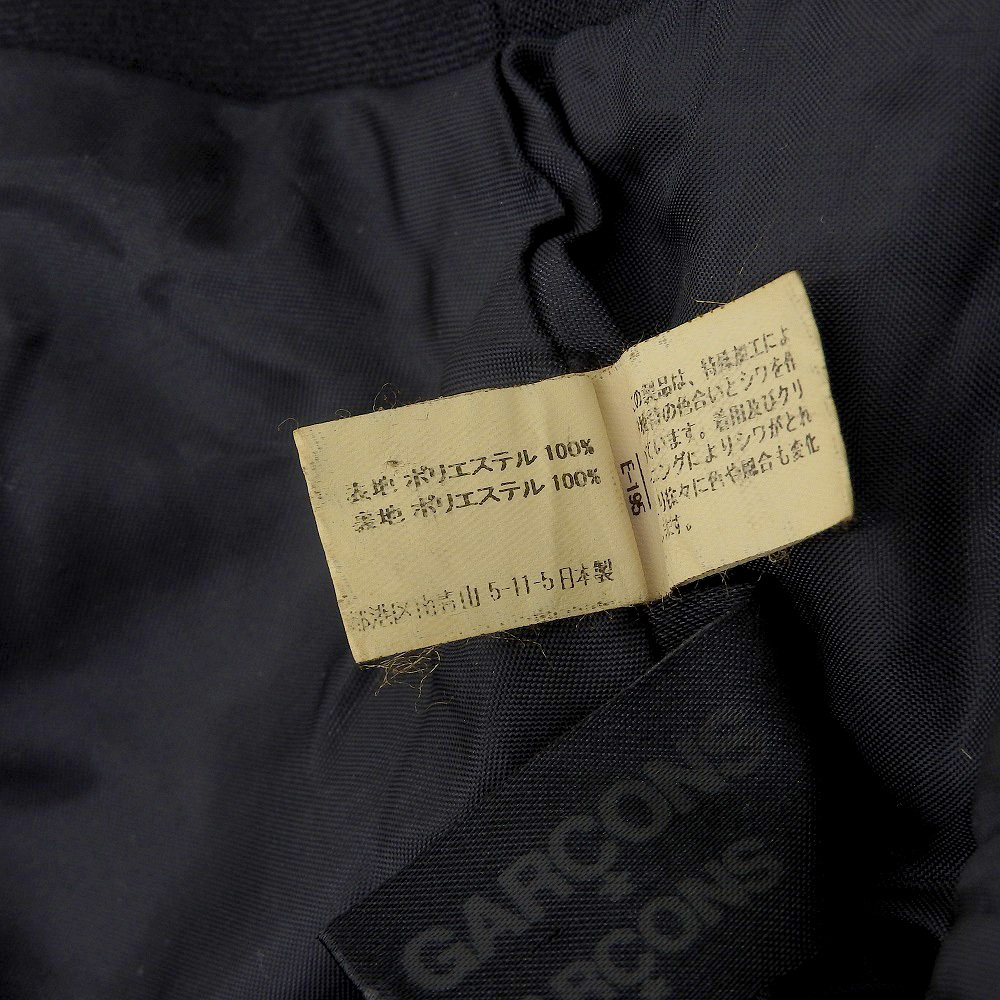 表地 ポリエステル 100%
表地 ポリエステル 100%
都港区南青山 5-11-5 日本製
E-195
の製品は、特殊加工によ
独特の色合いとシワを作
ています。着用及びクリ
ニングによりシワがとれ
り徐々に色や風合も変化
ます。
GARÇONS
GARÇONS